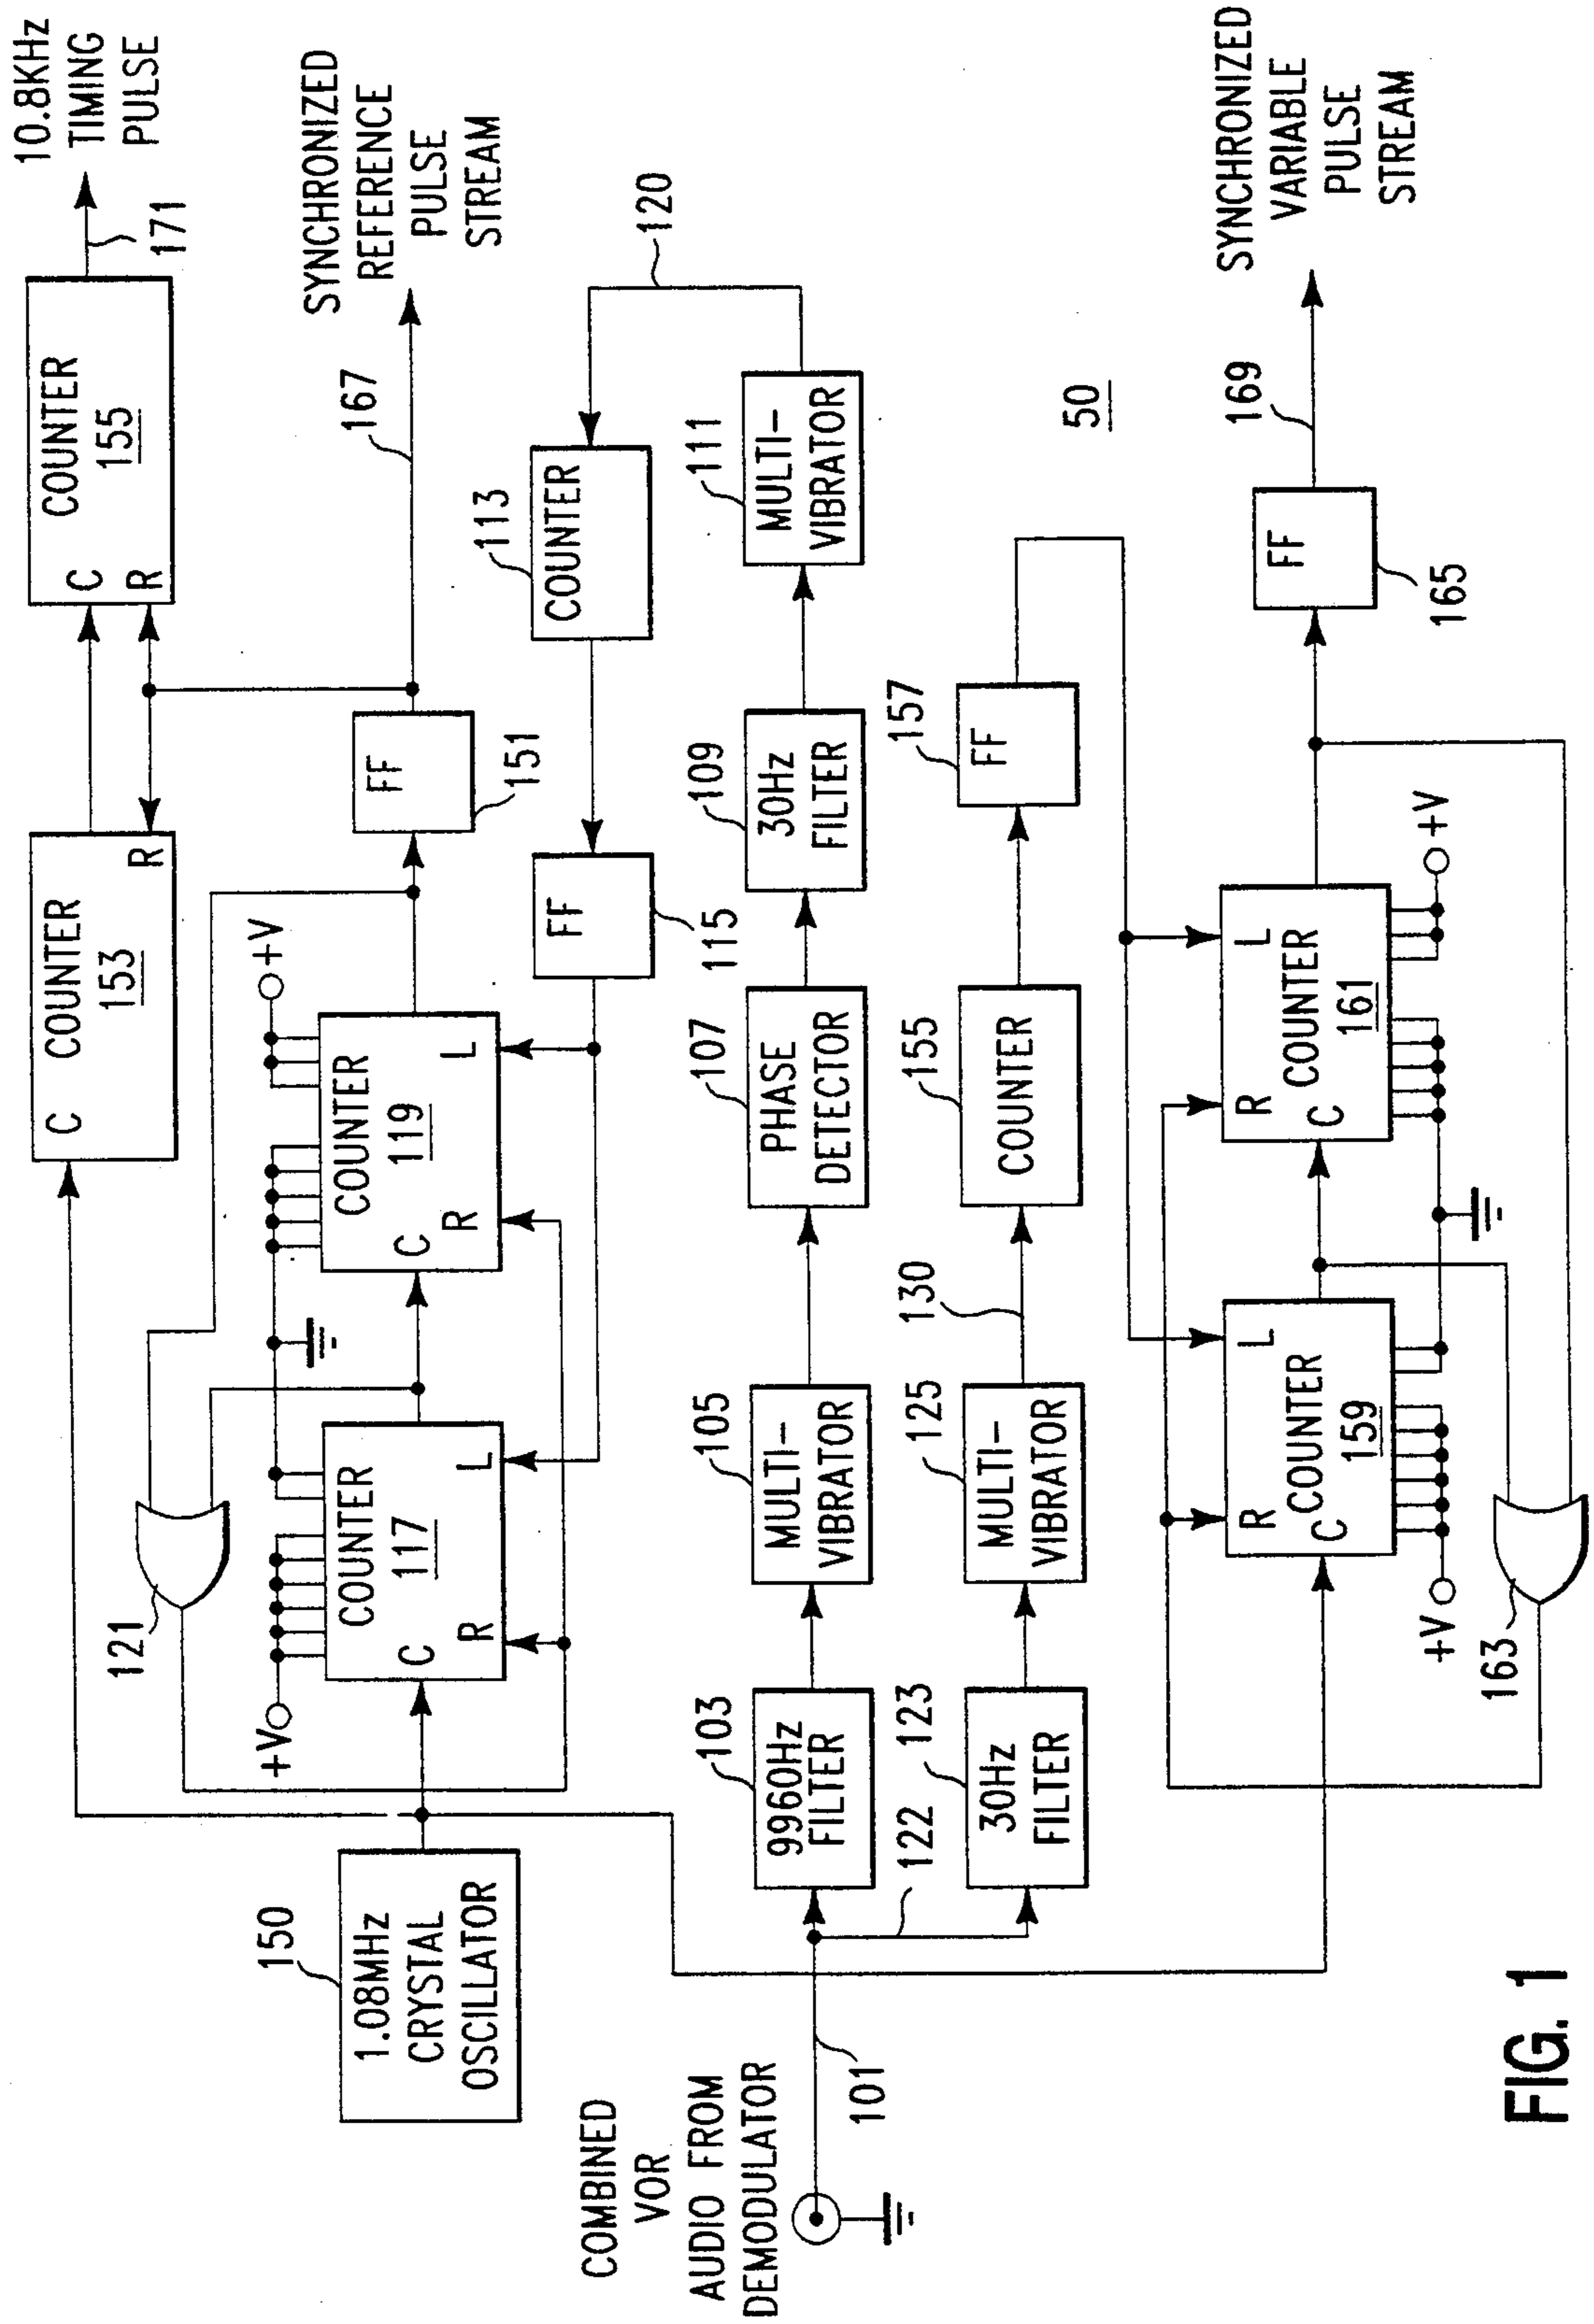 10.8KHz
TIMING
PULSE
171
COUNTER
155
C
R
COUNTER
153
C
R
SYNCHRONIZED
REFERENCE
PULSE
STREAM
167
FF
151
+V
COUNTER
119
L
C
R
COUNTER
117
L
C
R
+V
121
150
1.08MHz
CRYSTAL
OSCILLATOR
120
113
COUNTER
FF
115
COMBINED
VOR
AUDIO FROM
DEMODULATOR
101
103
9960Hz
FILTER
105
MULTI-
VIBRATOR
107
PHASE
DETECTOR
109
30Hz
FILTER
111
MULTI-
VIBRATOR
122
123
30Hz
FILTER
125
MULTI-
VIBRATOR
130
155
COUNTER
157
FF
50
R
L
COUNTER
159
C
+V
163
R
L
COUNTER
161
C
+V
FF
165
169
SYNCHRONIZED
VARIABLE
PULSE
STREAM
FIG. 1